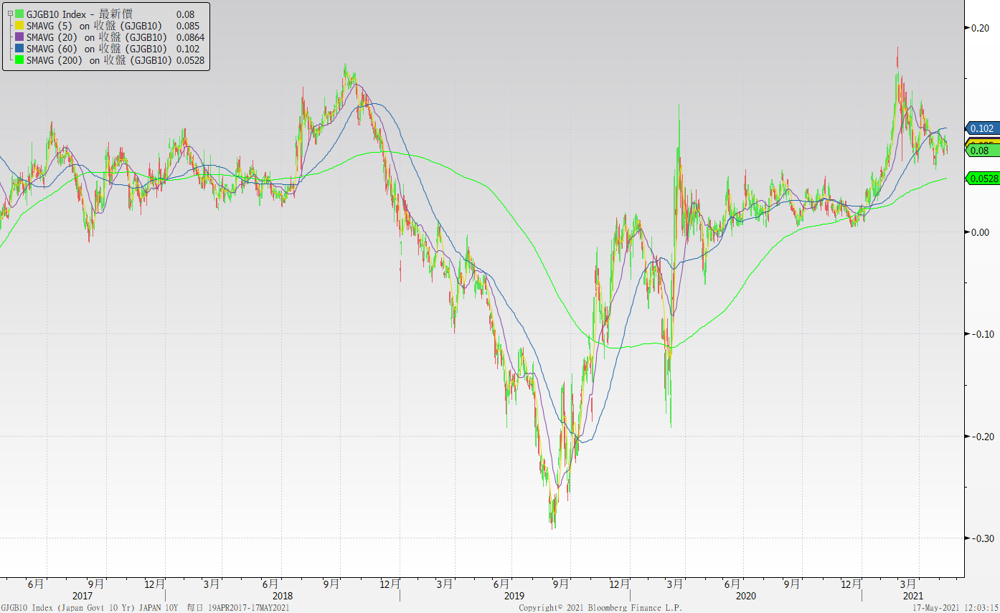 GJGB10 Index - 最新價 0.08
SMAVG (5) on 收盤 (GJGB10) 0.085
SMAVG (20) on 收盤 (GJGB10) 0.0864
SMAVG (60) on 收盤 (GJGB10) 0.102
SMAVG (200) on 收盤 (GJGB10) 0.0528
0.20
0.102
0.08
0.0528
0.00
-0.10
-0.20
-0.30
6月 9月 12月 3月 6月 9月 12月 3月 6月 9月 12月 3月 6月 9月 12月 3月
2017 2018 2019 2020 2021
GJGB10 Index (Japan Govt 10 Yr) JAPAN 10Y 每日 19APR2017-17MAY2021 Copyright© 2021 Bloomberg Finance L.P. 17-May-2021 12:03:15